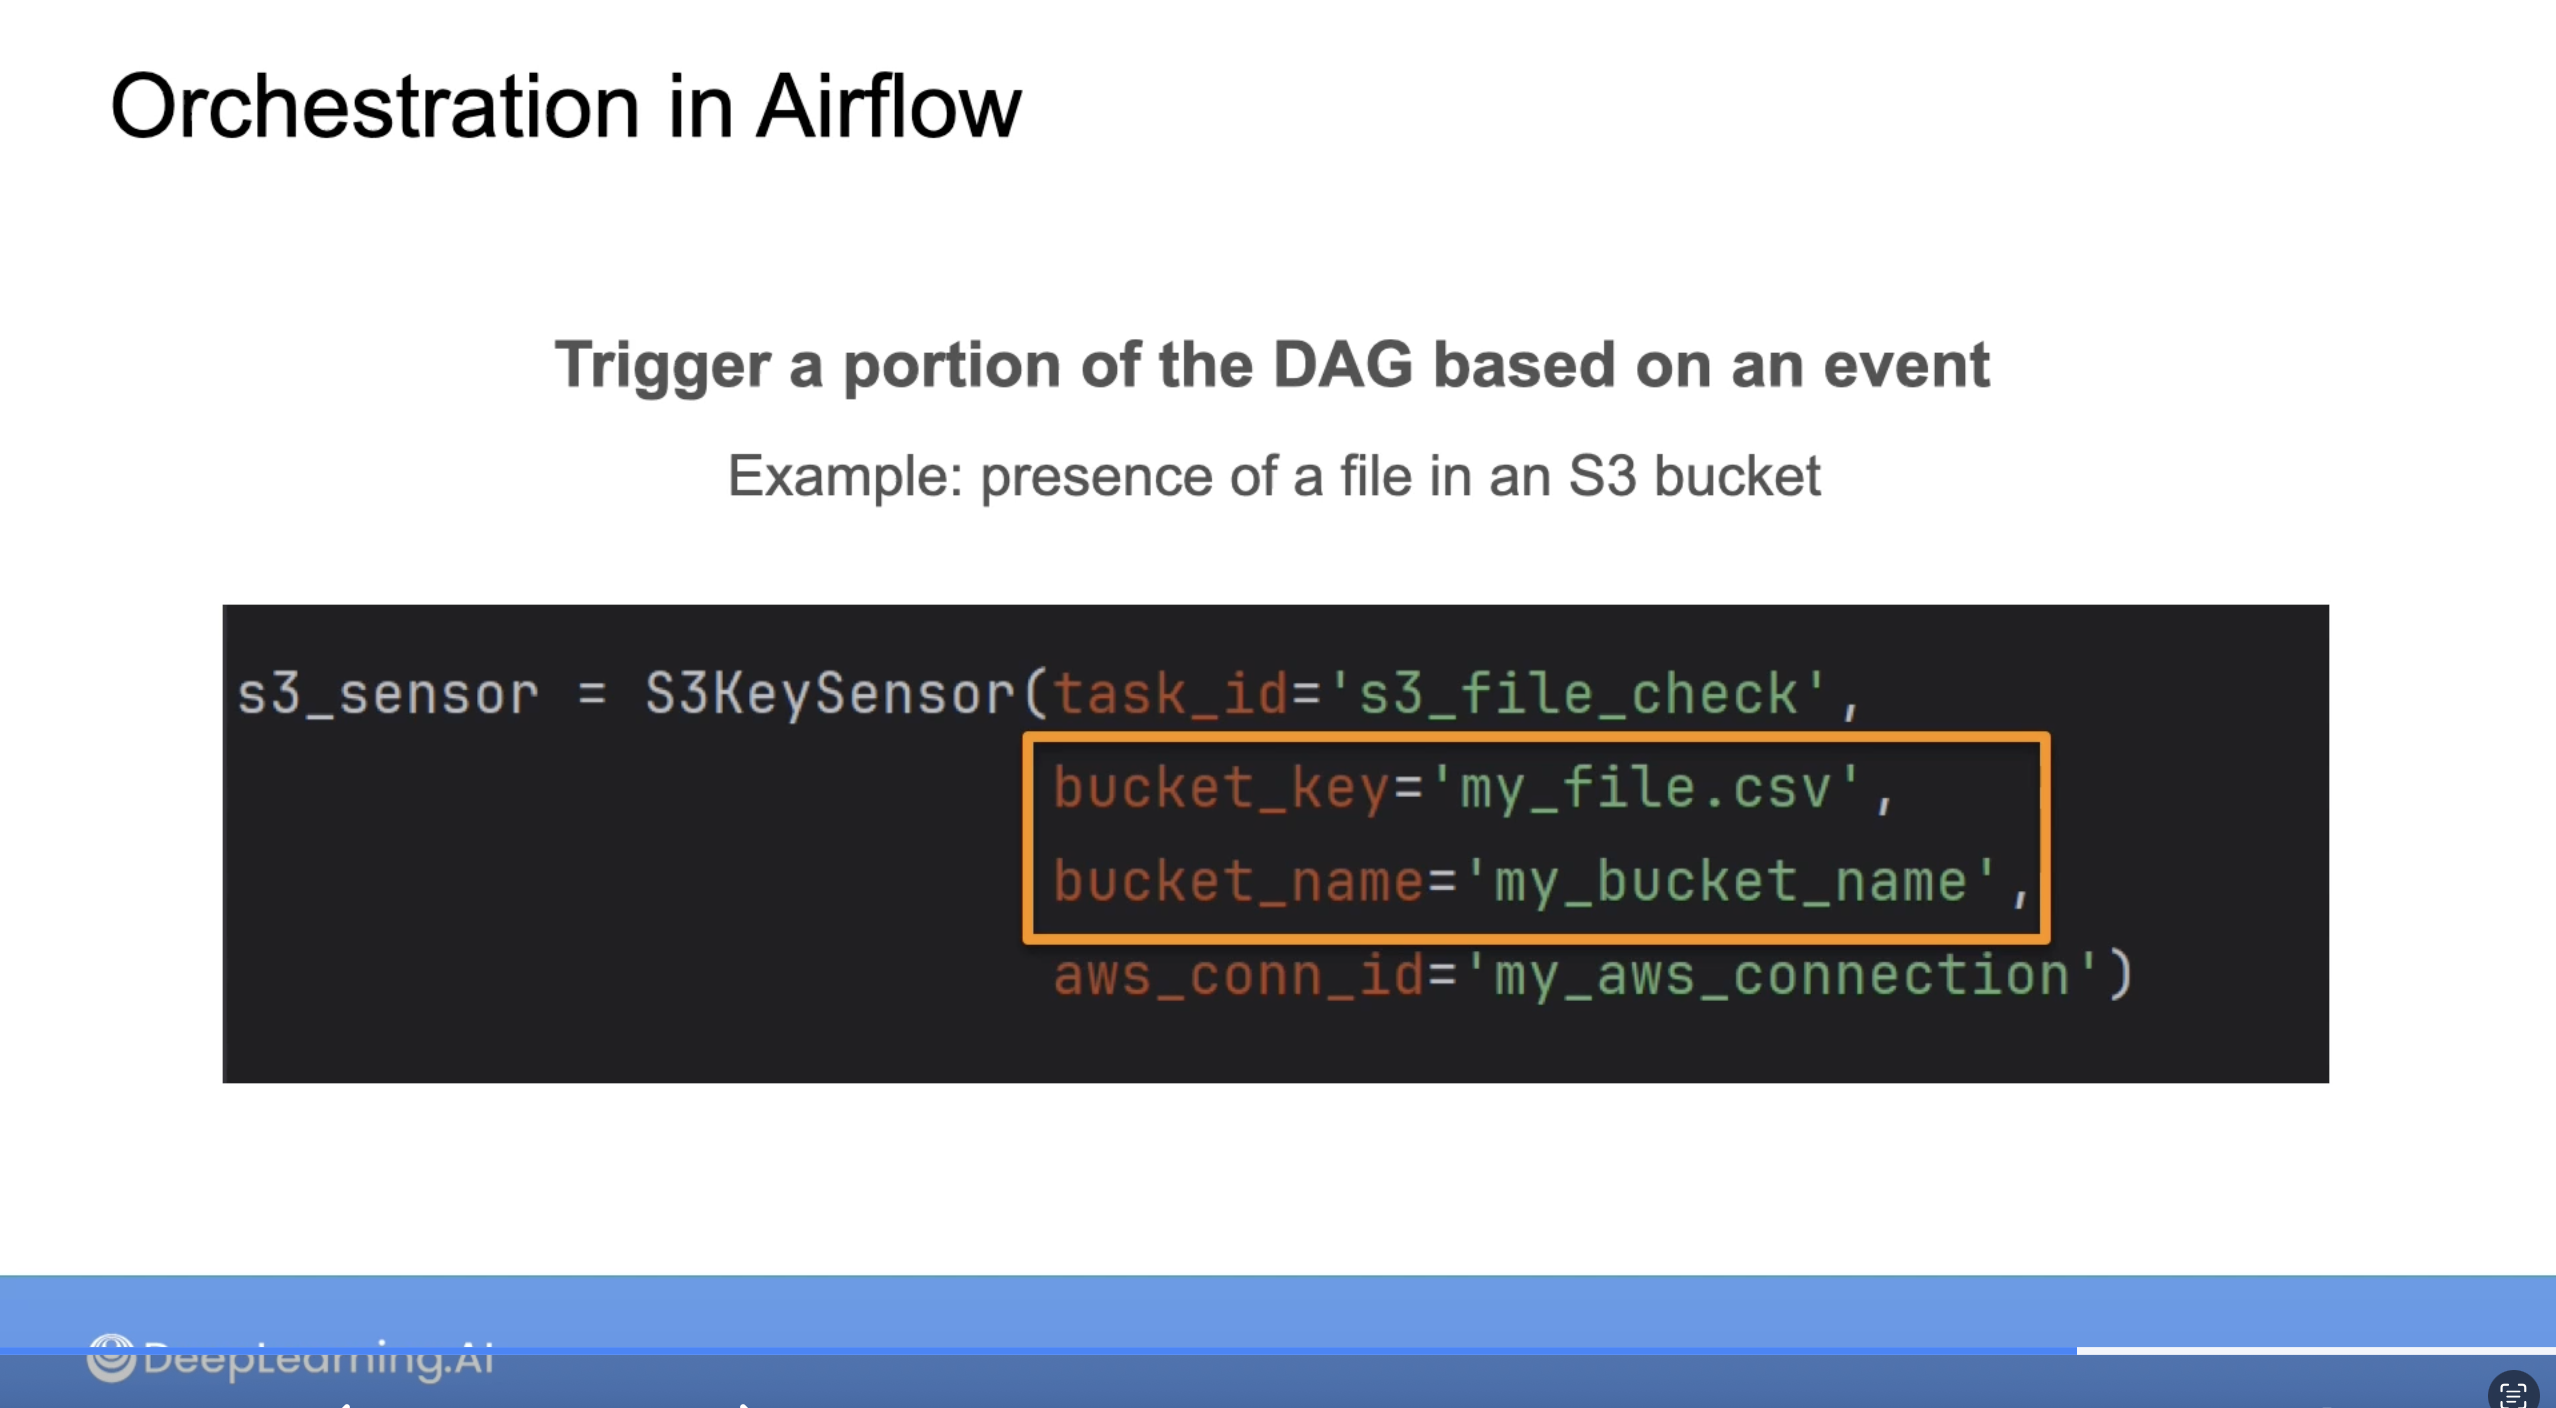 Orchestration in Airflow
Trigger a portion of the DAG based on an event
Example: presence of a file in an S3 bucket
s3_sensor = S3KeySensor(task_id='s3_file_check',
bucket_key='my_file.csv',
bucket_name='my_bucket_name',
aws_conn_id='my_aws_connection')
DeepLearning.AI